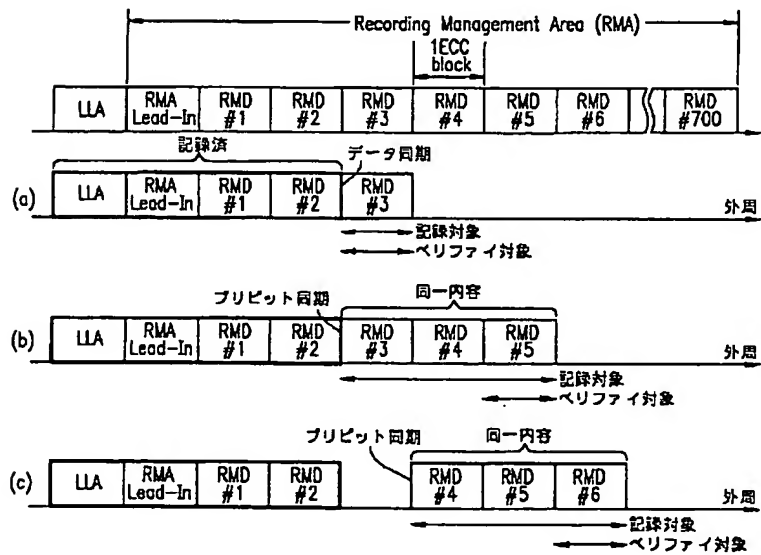 Recording Management Area (RMA)
1ECC
block
LLA
RMA
Lead-In
RMD
#1
RMD
#2
RMD
#3
RMD
#4
RMD
#5
RMD
#6
RMD
#700
記録済
データ同期
(a)
LLA
RMA
Lead-In
RMD
#1
RMD
#2
RMD
#3
外周
記録対象
ベリファイ対象
プリピット同期
同一内容
(b)
LLA
RMA
Lead-In
RMD
#1
RMD
#2
RMD
#3
RMD
#4
RMD
#5
外周
記録対象
ベリファイ対象
プリピット同期
同一内容
(c)
LLA
RMA
Lead-In
RMD
#1
RMD
#2
RMD
#4
RMD
#5
RMD
#6
外周
記録対象
ベリファイ対象